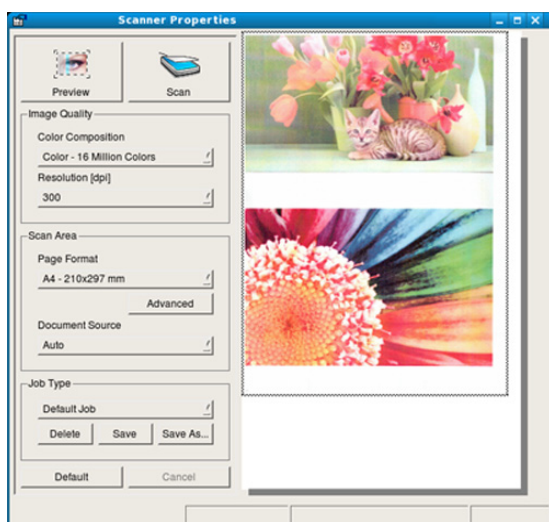 Scanner Properties
Preview
Scan
Image Quality
Color Composition
Color - 16 Million Colors
Resolution [dpi]
300
Scan Area
Page Format
A4 - 210x297 mm
Advanced
Document Source
Auto
Job Type
Default Job
Delete
Save
Save As...
Default
Cancel